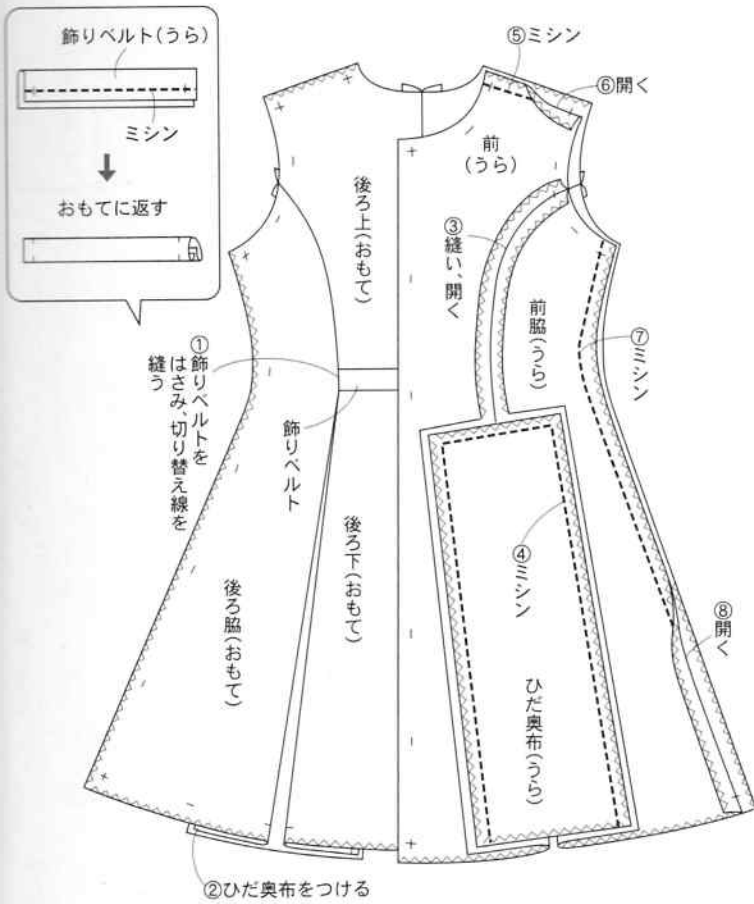 飾りベルト(うら)
ミシン
おもてに返す
①飾りベルトを
はさみ、切り替え線を
縫う
後ろ上(おもて)
飾りベルト
後ろ脇(おもて)
後ろ下(おもて)
②ひだ奥布をつける
⑤ミシン
⑥開く
前
(うら)
③縫い、開く
前脇(うら)
⑦ミシン
④ミシン
ひだ奥布(うら)
⑧開く